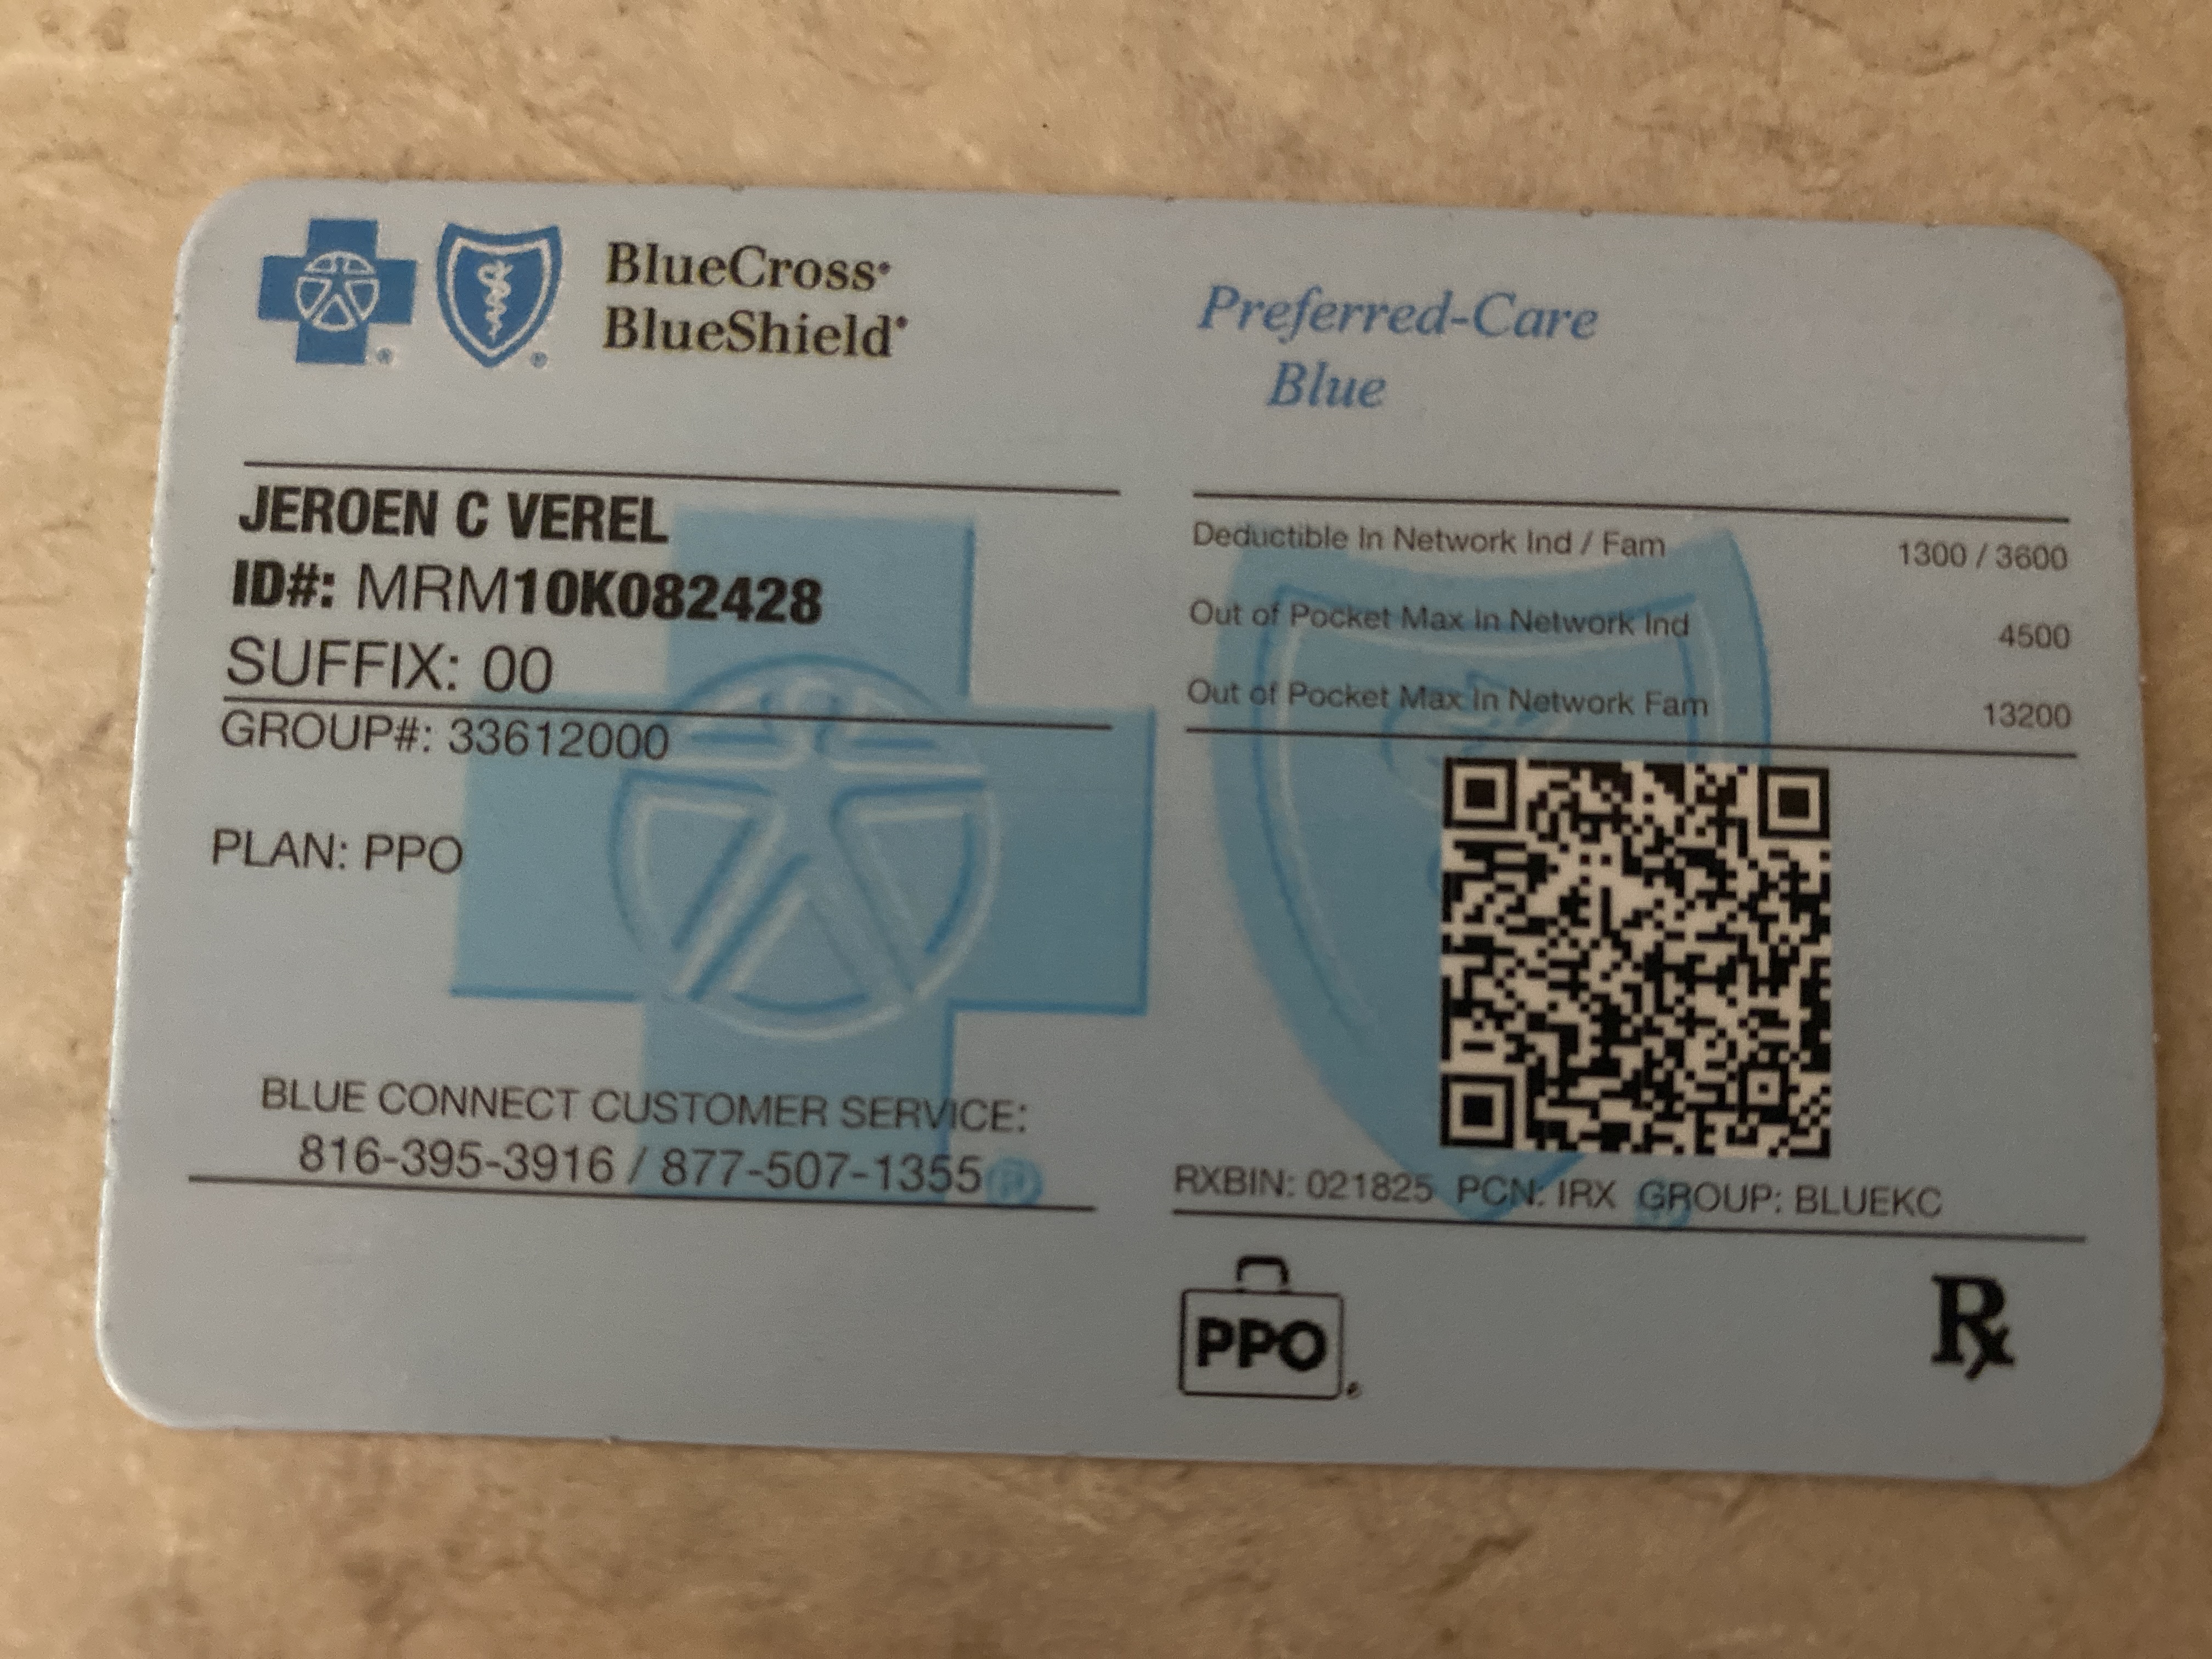 BlueCross®
BlueShield®
Preferred-Care
Blue
JEROEN C VEREL
ID#: MRM10K082428
SUFFIX: 00
GROUP#: 33612000
PLAN: PPO
BLUE CONNECT CUSTOMER SERVICE:
816-395-3916 / 877-507-1355
Deductible In Network Ind / Fam 1300 / 3600
Out of Pocket Max In Network Ind 4500
Out of Pocket Max In Network Fam 13200
RXBIN: 021825 PCN: IRX GROUP: BLUEKC
PPO®
Rx